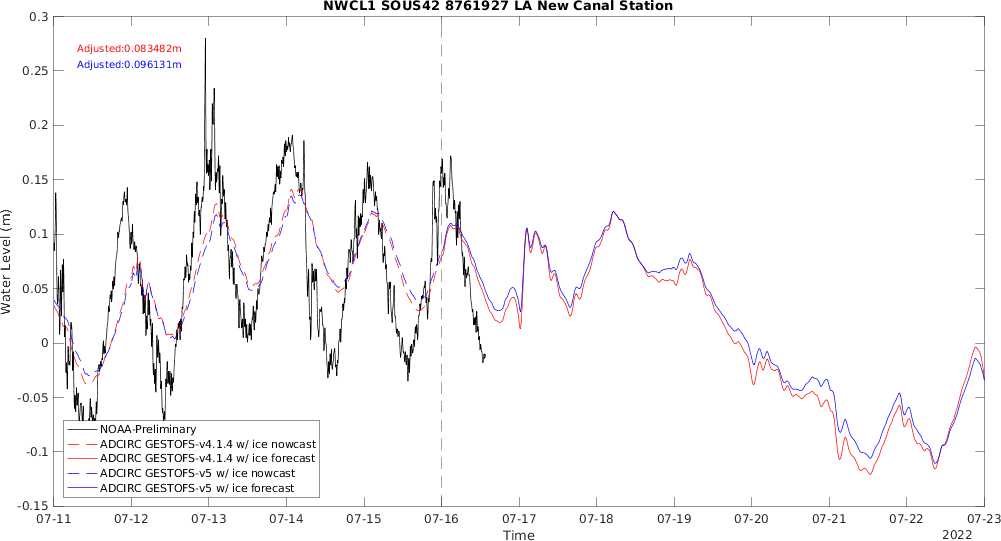 NWCL1 SOUS42 8761927 LA New Canal Station
Adjusted:0.083482m
Adjusted:0.096131m
Water Level (m)
0.3
0.25
0.2
0.15
0.1
0.05
0
-0.05
-0.1
-0.15
NOAA-Preliminary
ADCIRC GESTOFS-v4.1.4 w/ ice nowcast
ADCIRC GESTOFS-v4.1.4 w/ ice forecast
ADCIRC GESTOFS-v5 w/ ice nowcast
ADCIRC GESTOFS-v5 w/ ice forecast
07-11 07-12 07-13 07-14 07-15 07-16 07-17 07-18 07-19 07-20 07-21 07-22 07-23
Time
2022